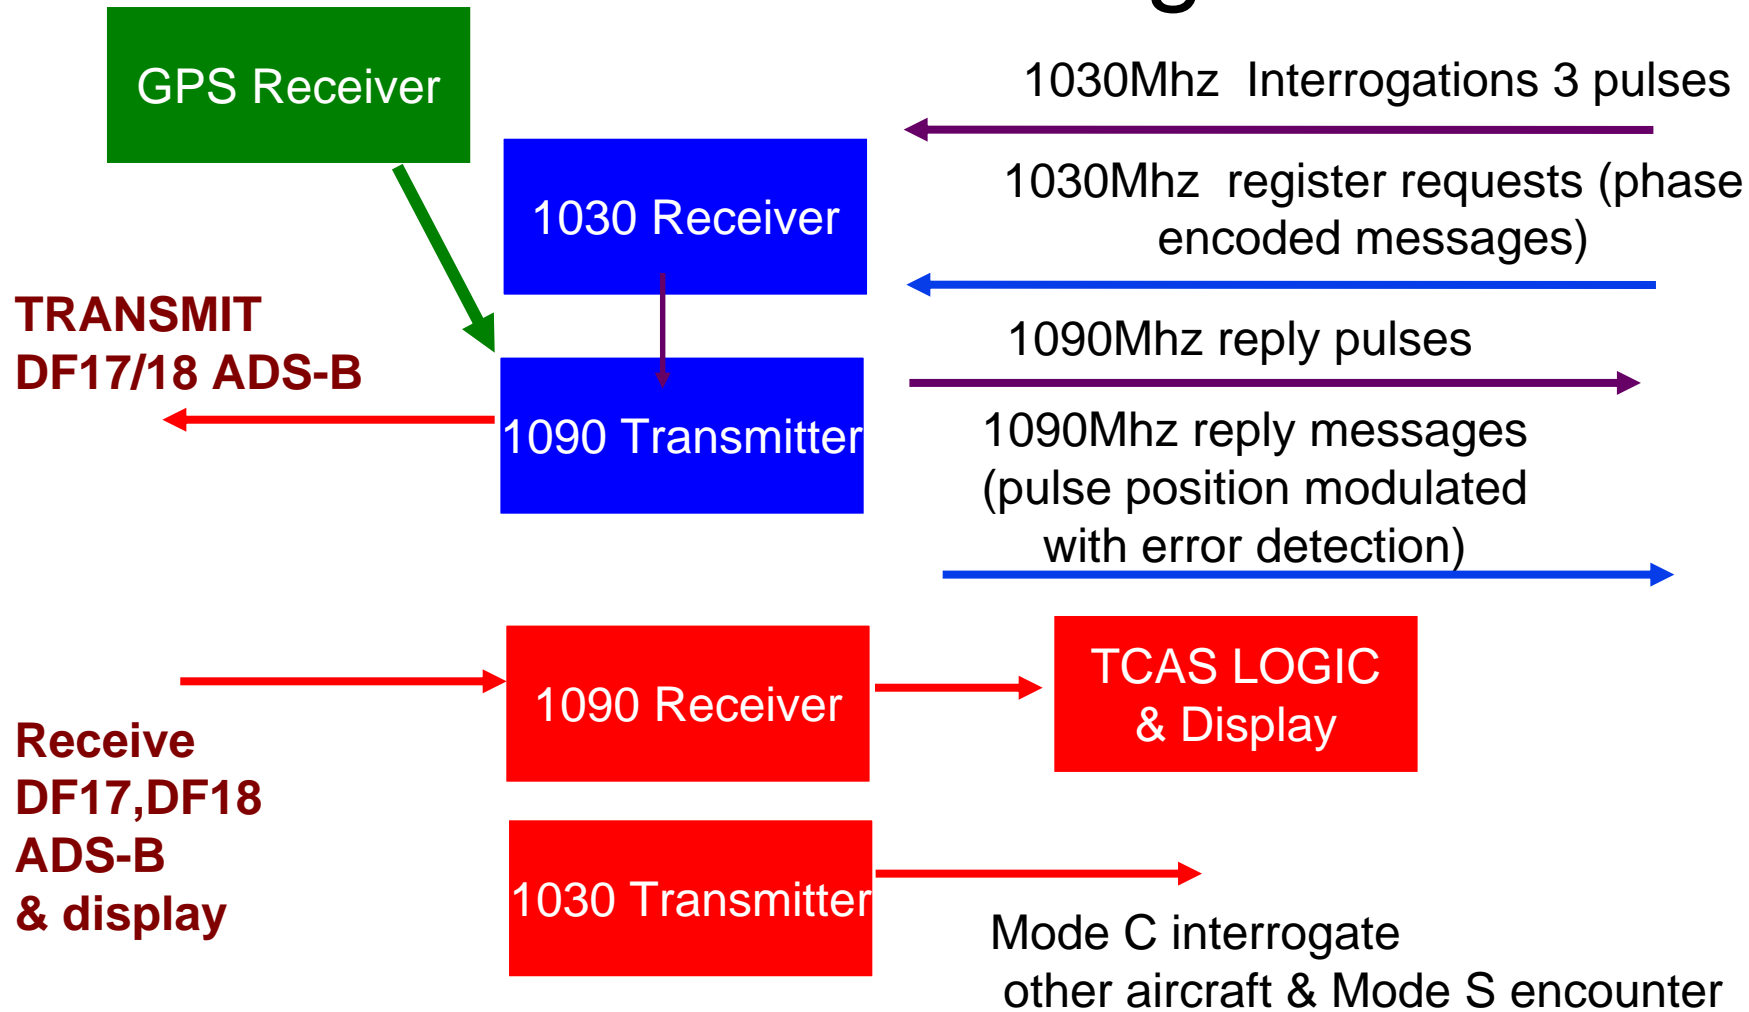 GPS Receiver
1030Mhz  Interrogations 3 pulses
1030 Receiver
1030Mhz  register requests (phase
encoded messages)
TRANSMIT
DF17/18 ADS-B
1090Mhz reply pulses
1090 Transmitter
1090Mhz reply messages
(pulse position modulated
with error detection)
1090 Receiver
TCAS LOGIC
& Display
Receive
DF17,DF18
ADS-B
& display
1030 Transmitter
Mode C interrogate
other aircraft & Mode S encounter